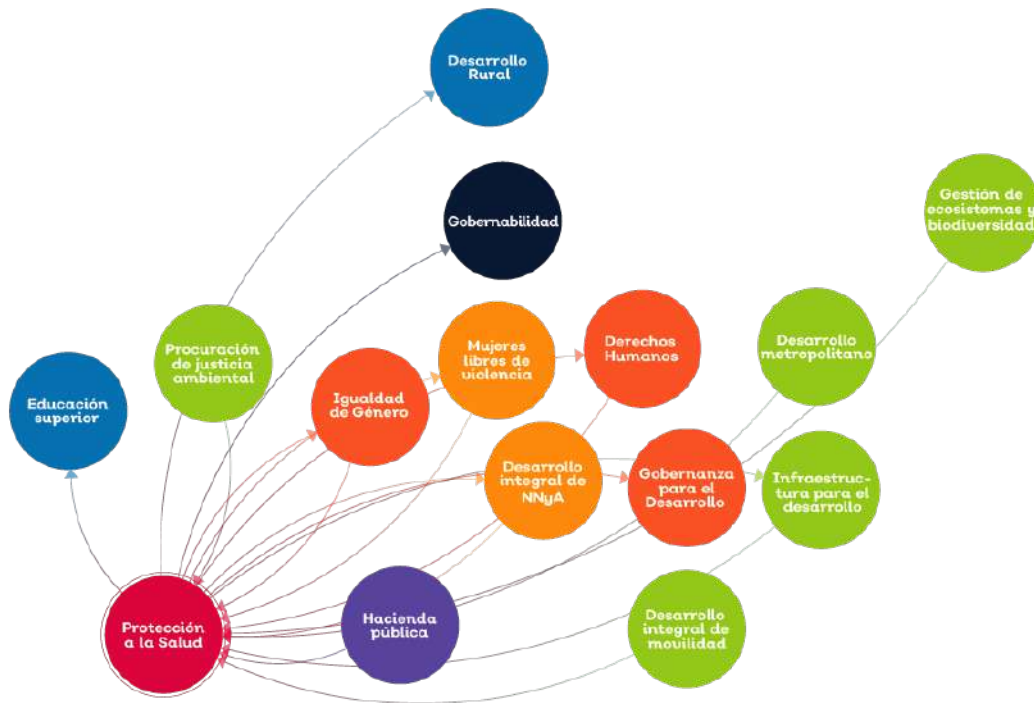 Desarrollo
Rural
Gobernabilidad
Gestión de
ecosistemas y
biodiversidad
Procuración
de justicia
ambiental
Mujeres
libres de
violencia
Derechos
Humanos
Desarrollo
metropolitano
Educación
superior
Igualdad
de Género
Desarrollo
integral de
NNyA
Gobernanza
para el
Desarrollo
Infraestruc-
tura para el
desarrollo
Protección
a la Salud
Hacienda
pública
Desarrollo
integral de
movilidad